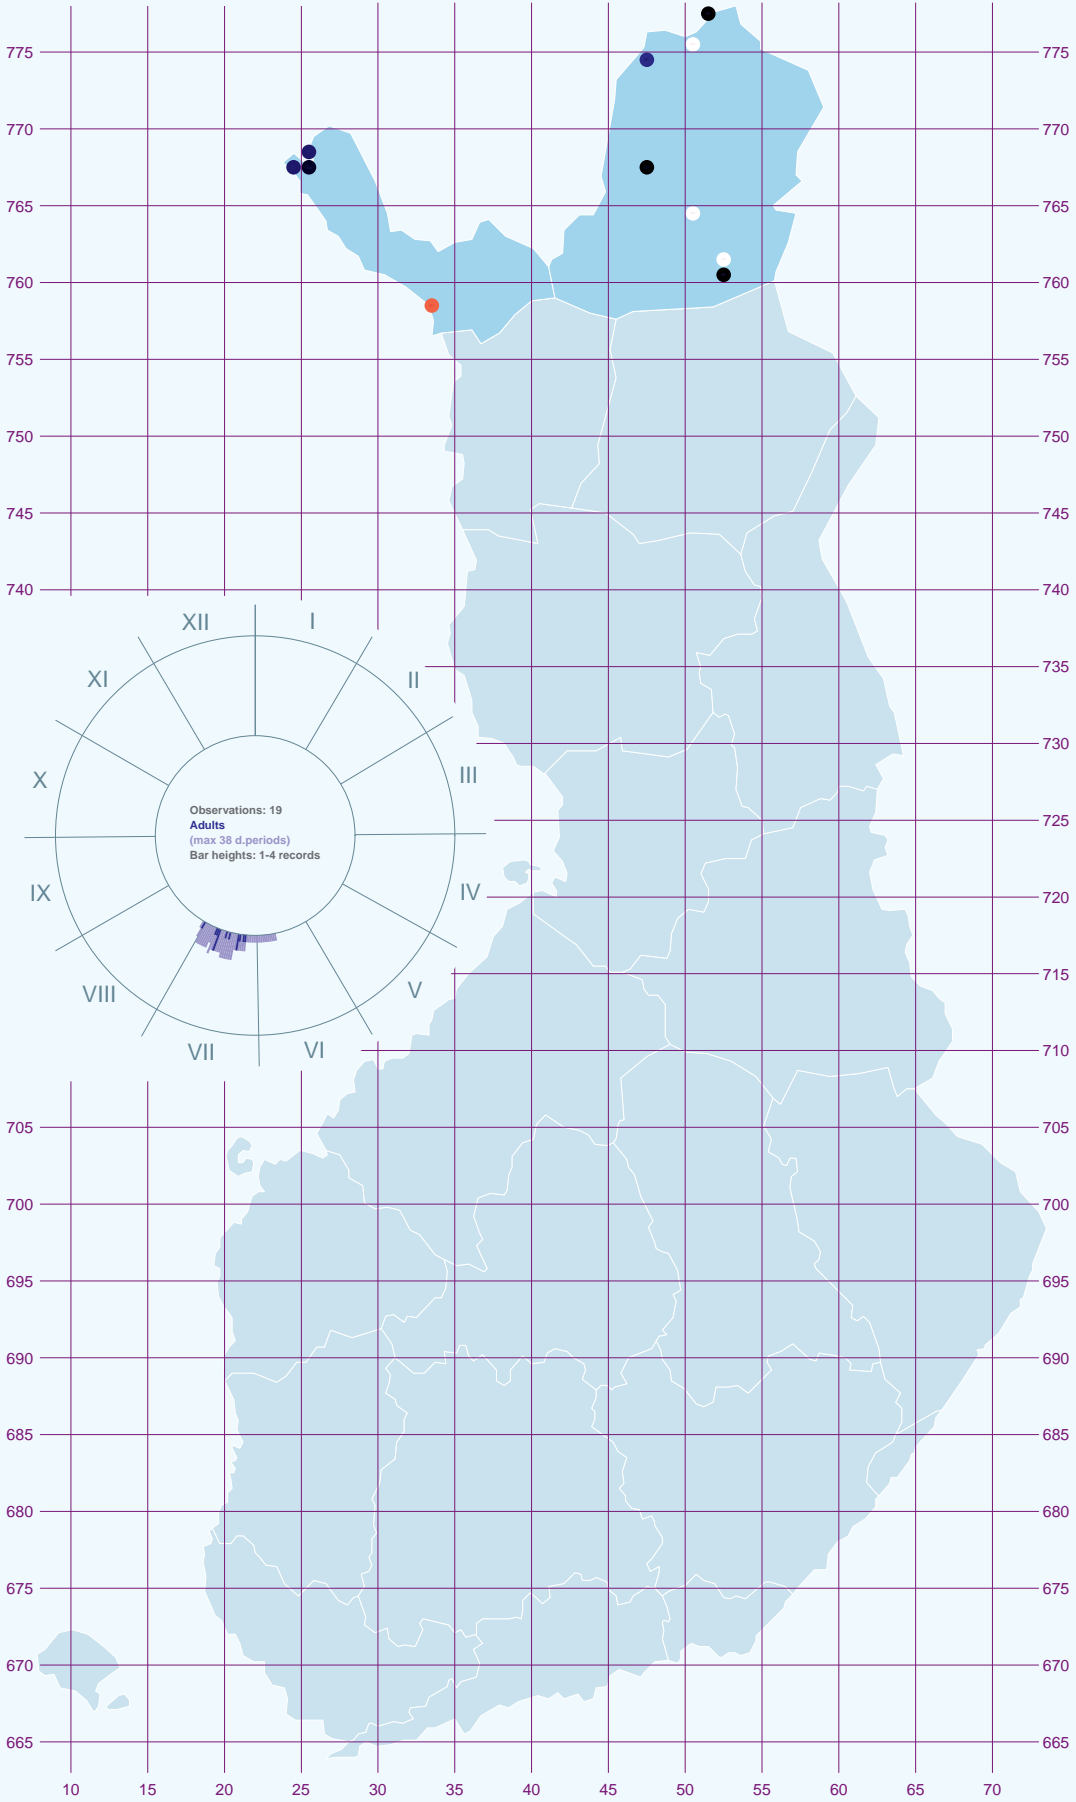 775 775
770 770
765 765
760 760
755 755
750 750
745 745
740 740
XII I
XI II
735
730
X III
Observations: 19
Adults
(max 38 d.periods)
Bar heights: 1-4 records
725
IX IV
720
VIII V
715
VII VI
710
705 705
700 700
695 695
690 690
685 685
680 680
675 675
670 670
665 665
10 15 20 25 30 35 40 45 50 55 60 65 70